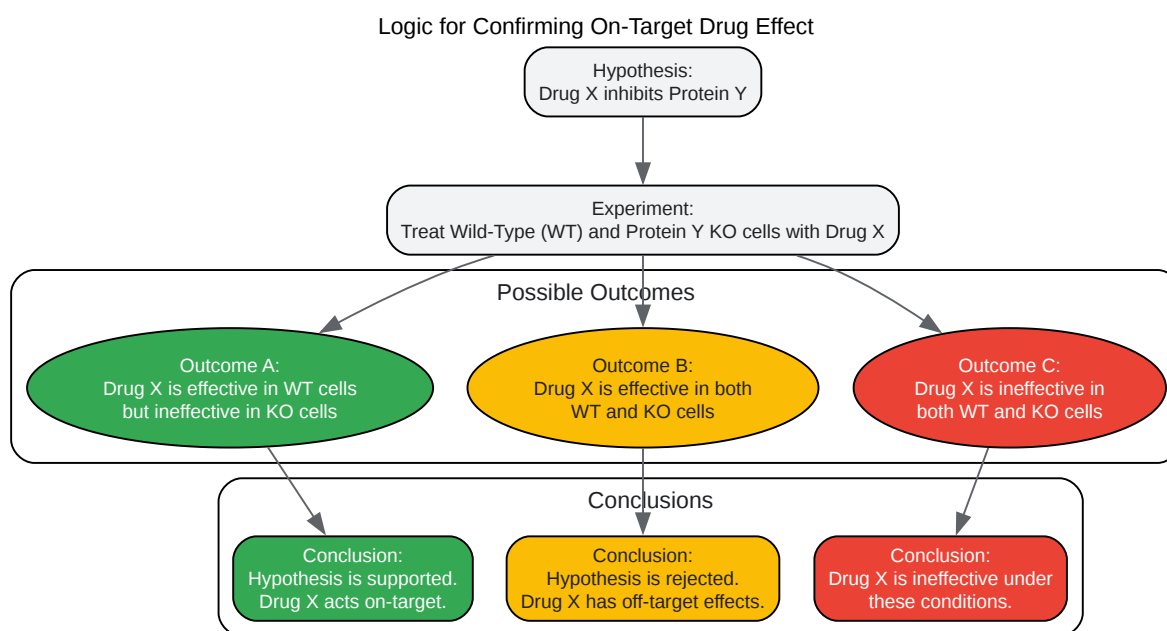 Logic for Confirming On-Target Drug Effect
Hypothesis:
Drug X inhibits Protein Y
Experiment:
Treat Wild-Type (WT) and Protein Y KO cells with Drug X
Possible Outcomes
Outcome A:
Drug X is effective in WT cells
but ineffective in KO cells
Outcome B:
Drug X is effective in both
WT and KO cells
Outcome C:
Drug X is ineffective in
both WT and KO cells
Conclusions
Conclusion:
Hypothesis is supported.
Drug X acts on-target.
Conclusion:
Hypothesis is rejected.
Drug X has off-target effects.
Conclusion:
Drug X is ineffective under
these conditions.